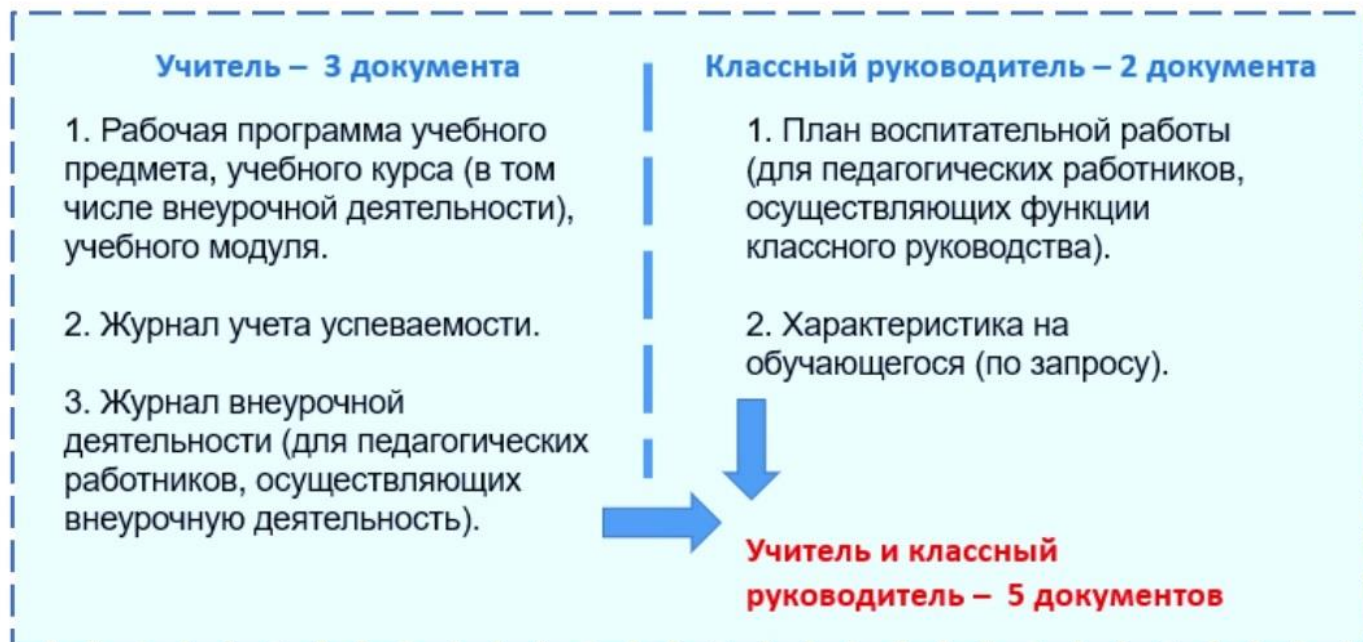 Учитель – 3 документа
1. Рабочая программа учебного
предмета, учебного курса (в том
числе внеурочной деятельности),
учебного модуля.
2. Журнал учета успеваемости.
3. Журнал внеурочной
деятельности (для педагогических
работников, осуществляющих
внеурочную деятельность).
Классный руководитель – 2 документа
1. План воспитательной работы
(для педагогических работников,
осуществляющих функции
классного руководства).
2. Характеристика на
обучающегося (по запросу).
Учитель и классный
руководитель – 5 документов